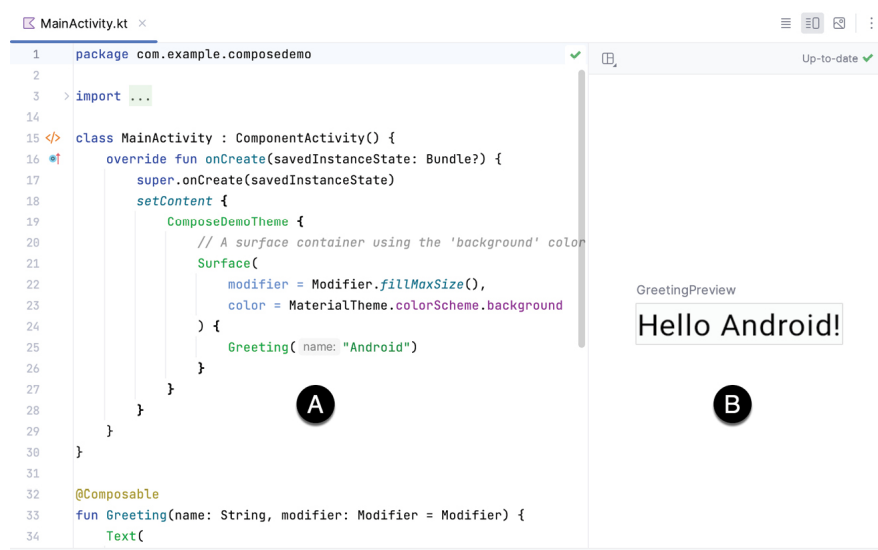 MainActivity.kt
1 package com.example.composedemo
2
3 import ...
14
15 class MainActivity : ComponentActivity() {
16 override fun onCreate(savedInstanceState: Bundle?) {
17 super.onCreate(savedInstanceState)
18 setContent {
19 ComposeDemoTheme {
20 // A surface container using the 'background' color
21 Surface(
22 modifier = Modifier.fillMaxSize(),
23 color = MaterialTheme.colorScheme.background
24 ) {
25 Greeting( name: "Android")
26 }
27 }
28 }
29 }
30 }
31
32 @Composable
33 fun Greeting(name: String, modifier: Modifier = Modifier) {
34 Text(
A
Up-to-date
GreetingPreview
Hello Android!
B